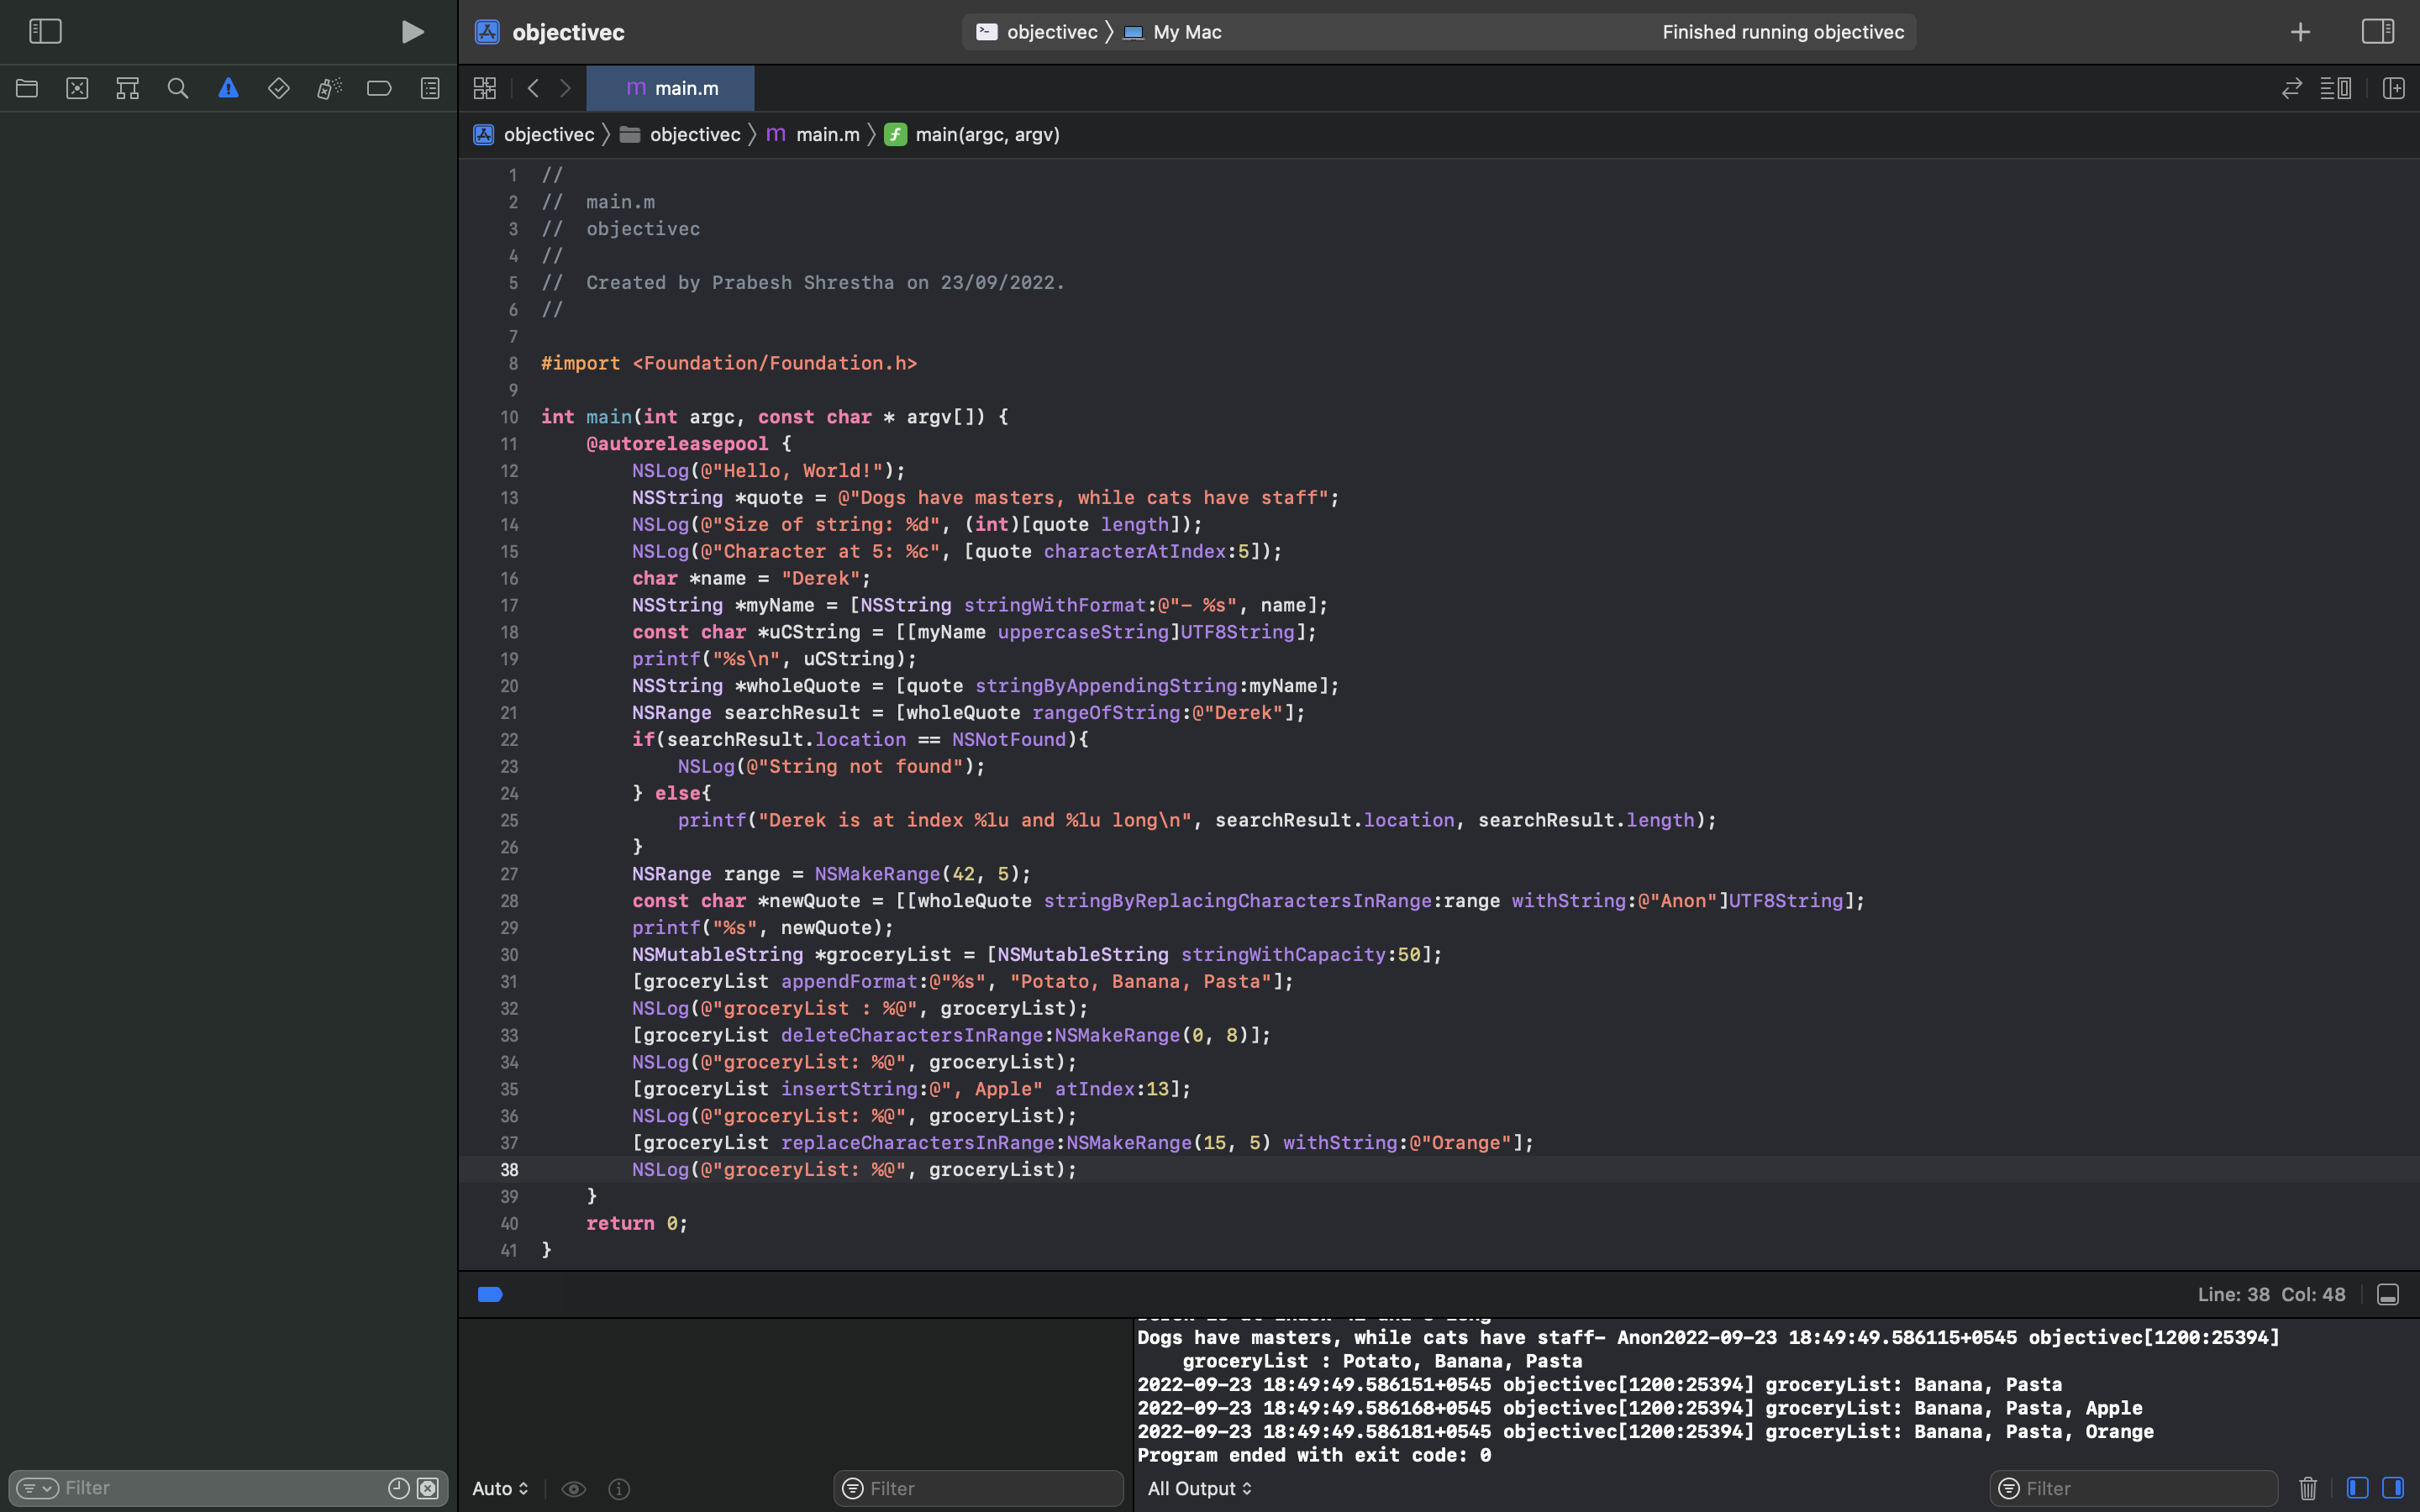 objectivec
objectivec My Mac
Finished running objectivec
main.m
objectivec objectivec main.m main(argc, argv)
1 //
2 //  main.m
3 //  objectivec
4 //
5 //  Created by Prabesh Shrestha on 23/09/2022.
6 //
7
8 #import <Foundation/Foundation.h>
9
10 int main(int argc, const char * argv[]) {
11     @autoreleasepool {
12         NSLog(@"Hello, World!");
13         NSString *quote = @"Dogs have masters, while cats have staff";
14         NSLog(@"Size of string: %d", (int)[quote length]);
15         NSLog(@"Character at 5: %c", [quote characterAtIndex:5]);
16         char *name = "Derek";
17         NSString *myName = [NSString stringWithFormat:@"- %s", name];
18         const char *uCString = [[myName uppercaseString]UTF8String];
19         printf("%s\n", uCString);
20         NSString *wholeQuote = [quote stringByAppendingString:myName];
21         NSRange searchResult = [wholeQuote rangeOfString:@"Derek"];
22         if(searchResult.location == NSNotFound){
23             NSLog(@"String not found");
24         } else{
25             printf("Derek is at index %lu and %lu long\n", searchResult.location, searchResult.length);
26         }
27         NSRange range = NSMakeRange(42, 5);
28         const char *newQuote = [[wholeQuote stringByReplacingCharactersInRange:range withString:@"Anon"]UTF8String];
29         printf("%s", newQuote);
30         NSMutableString *groceryList = [NSMutableString stringWithCapacity:50];
31         [groceryList appendFormat:@"%s", "Potato, Banana, Pasta"];
32         NSLog(@"groceryList : %@", groceryList);
33         [groceryList deleteCharactersInRange:NSMakeRange(0, 8)];
34         NSLog(@"groceryList: %@", groceryList);
35         [groceryList insertString:@", Apple" atIndex:13];
36         NSLog(@"groceryList: %@", groceryList);
37         [groceryList replaceCharactersInRange:NSMakeRange(15, 5) withString:@"Orange"];
38         NSLog(@"groceryList: %@", groceryList);
39     }
40     return 0;
41 }
Line: 38 Col: 48
Dogs have masters, while cats have staff- Anon2022-09-23 18:49:49.586115+0545 objectivec[1200:25394]
    groceryList : Potato, Banana, Pasta
2022-09-23 18:49:49.586151+0545 objectivec[1200:25394] groceryList: Banana, Pasta
2022-09-23 18:49:49.586168+0545 objectivec[1200:25394] groceryList: Banana, Pasta, Apple
2022-09-23 18:49:49.586181+0545 objectivec[1200:25394] groceryList: Banana, Pasta, Orange
Program ended with exit code: 0
Filter
Auto
Filter
All Output
Filter